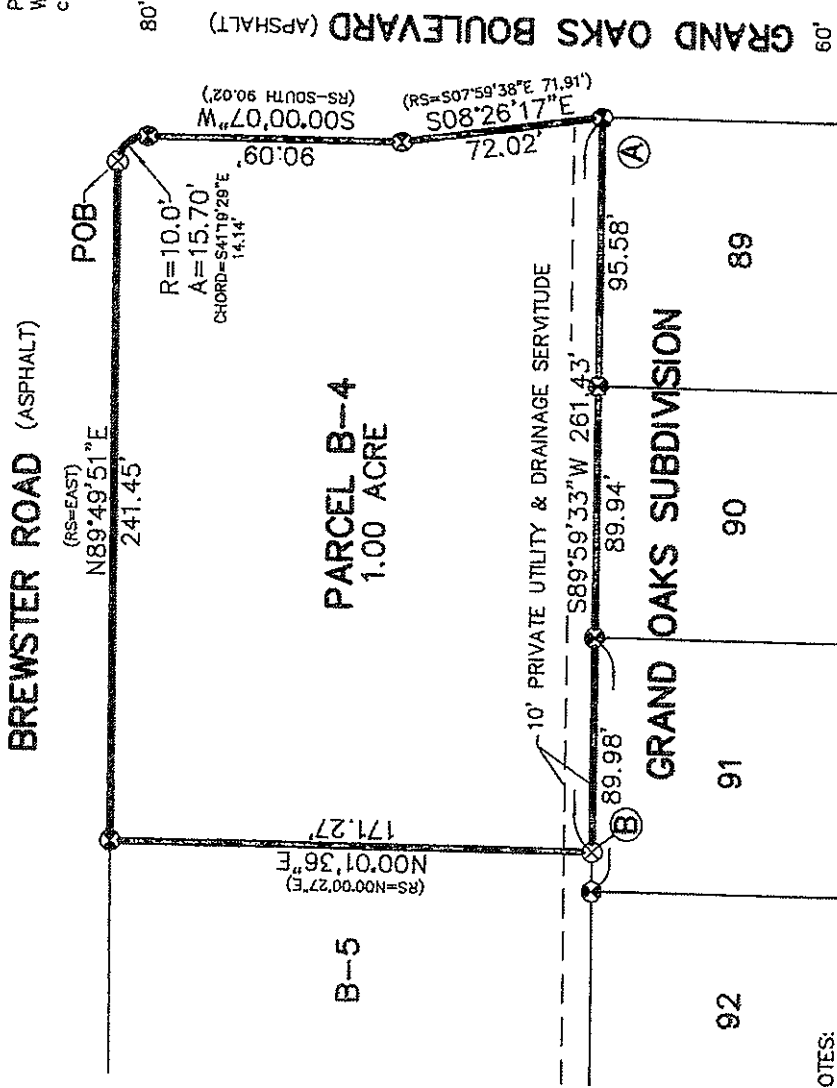 BREWSTER ROAD (ASPHALT)
(RS=EAST)
N89°49'51"E
241.45'
POB
R=10.0'
A=15.70'
CHORD=S41°19'29"E
14.14'
80'
GRAND OAKS BOULEVARD (APSHALT)
60'
(RS-SOUTH 90.02')
S00°00'07"W
90.09'
(RS=S07°59'38"E 71.91')
S08°26'17"E
72.02'
PARCEL B-4
1.00 ACRE
171.27'
N00°01'36"E
(RS=N00°00'27"E)
B-5
10' PRIVATE UTILITY & DRAINAGE SERVITUDE
S89°59'33"W 261.43'
A
B
95.58'
89.94'
89.98'
GRAND OAKS SUBDIVISION
89
90
91
92
OTES: